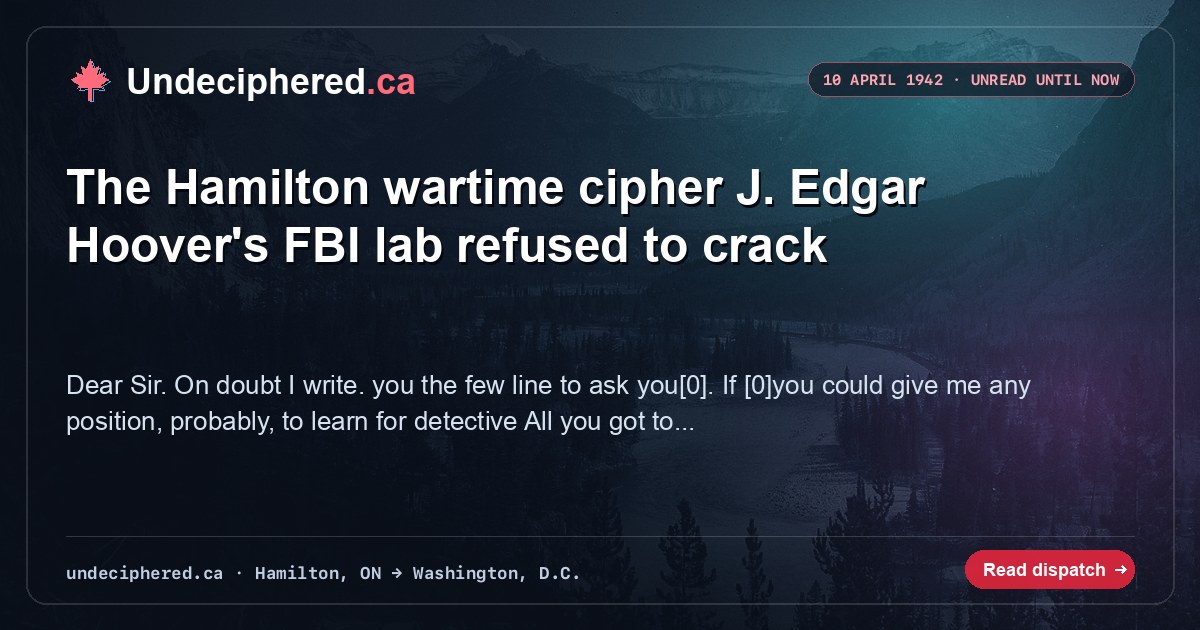 Undeciphered.ca
10 APRIL 1942 · UNREAD UNTIL NOW
The Hamilton wartime cipher J. Edgar
Hoover's FBI lab refused to crack
Dear Sir. On doubt I write. you the few line to ask you[0]. If [0]you could give me any
position, probably, to learn for detective All you got to...
undeciphered.ca · Hamilton, ON → Washington, D.C.
Read dispatch →